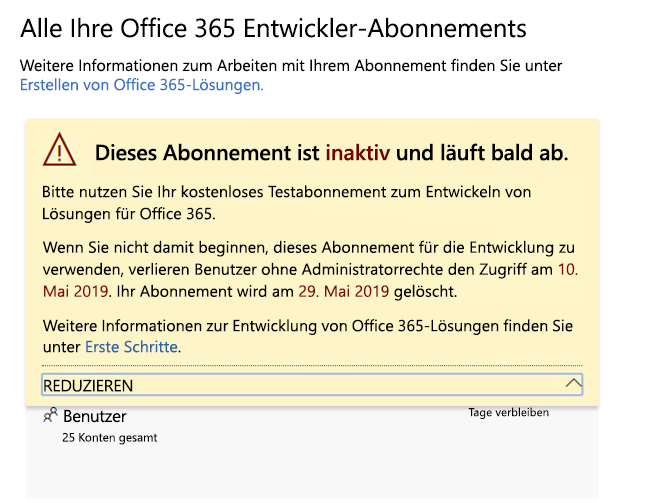 Alle Ihre Office 365 Entwickler-Abonnements
Weitere Informationen zum Arbeiten mit Ihrem Abonnement finden Sie unter
Erstellen von Office 365-Lösungen.
Dieses Abonnement ist inaktiv und läuft bald ab.
Bitte nutzen Sie Ihr kostenloses Testabonnement zum Entwickeln von
Lösungen für Office 365.
Wenn Sie nicht damit beginnen, dieses Abonnement für die Entwicklung zu
verwenden, verlieren Benutzer ohne Administratorrechte den Zugriff am 10.
Mai 2019. Ihr Abonnement wird am 29. Mai 2019 gelöscht.
Weitere Informationen zur Entwicklung von Office 365-Lösungen finden Sie
unter Erste Schritte.
REDUZIEREN
Benutzer
Tage verbleiben
25 Konten gesamt